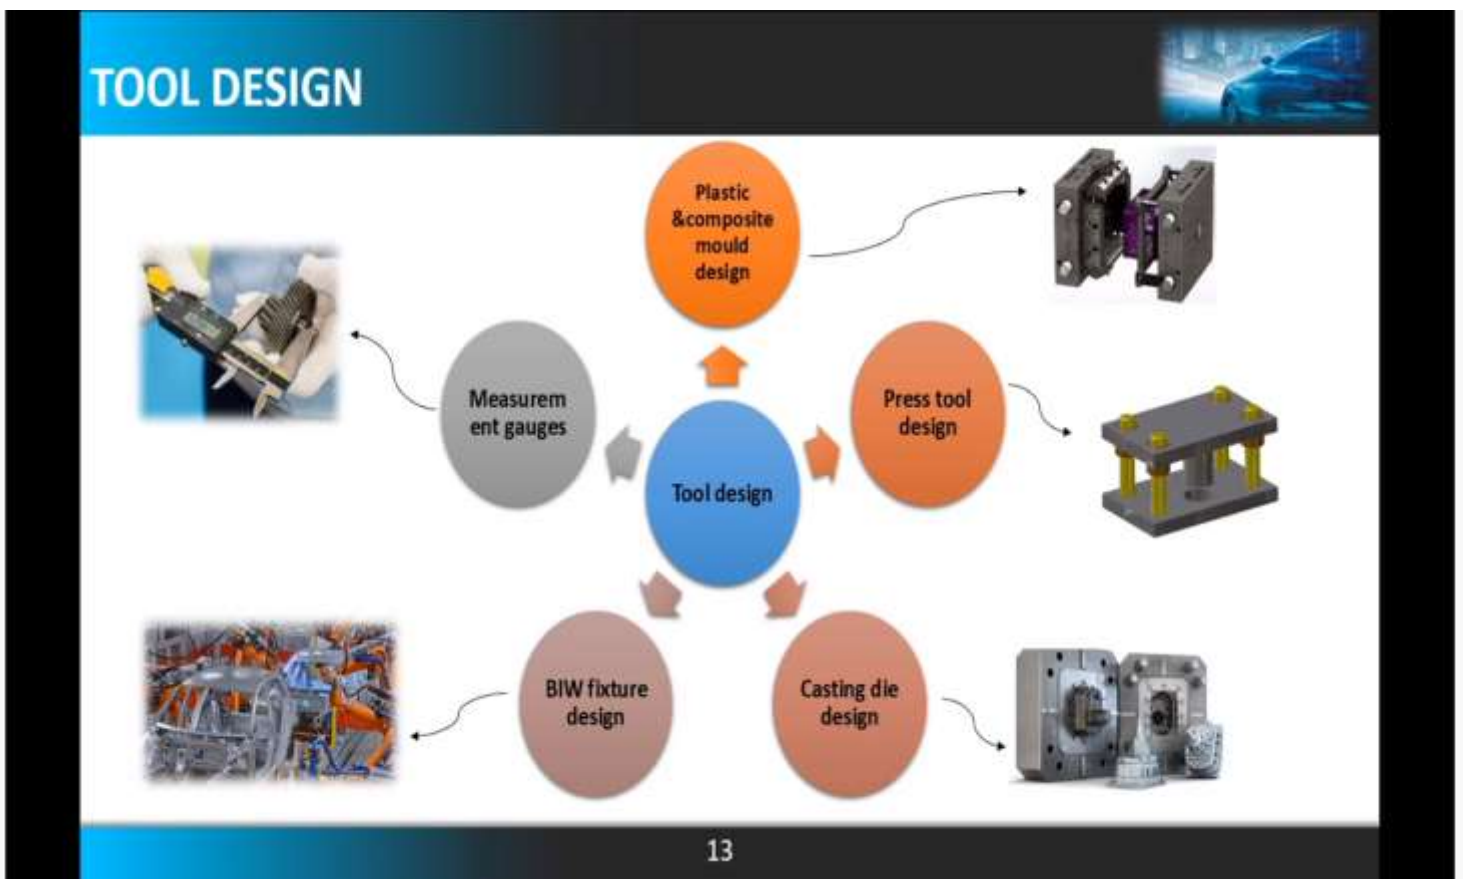 TOOL DESIGN
Plastic
&composite
mould
design
Measurem
ent gauges
Press tool
design
Tool design
BIW fixture
design
Casting die
design
13